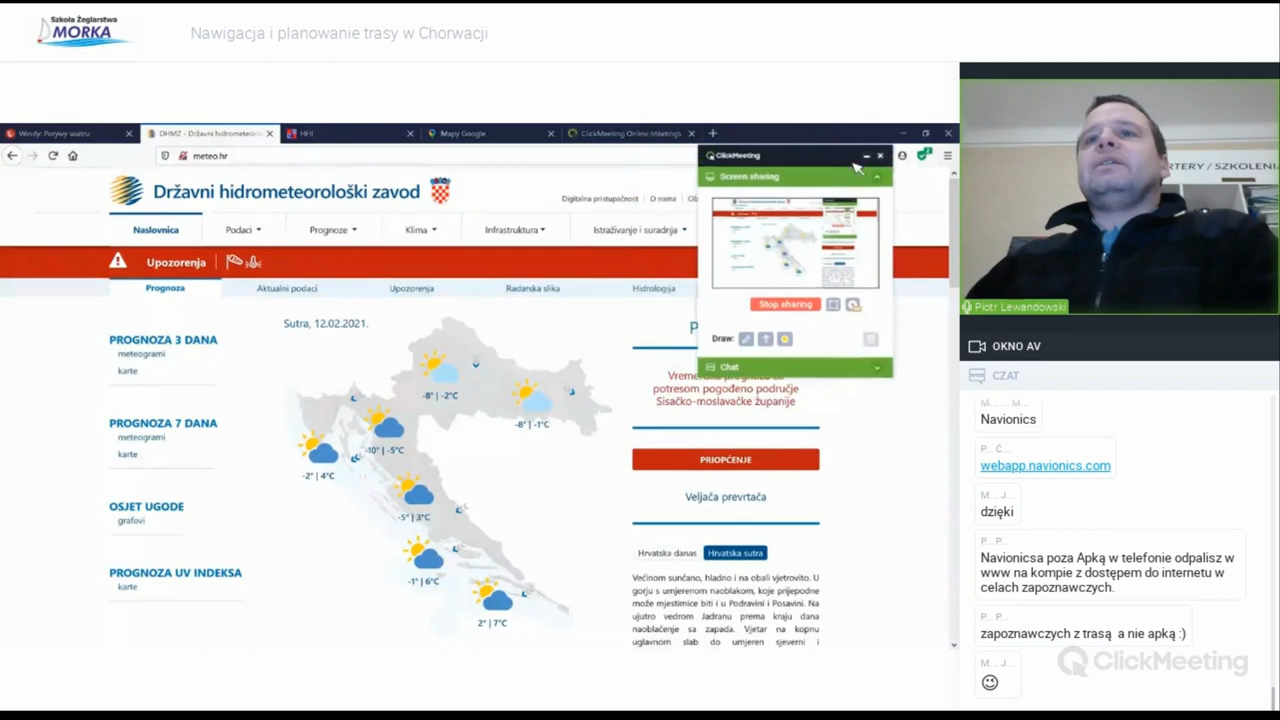 Szkoła Żeglarstwa
MORKA
Nawigacja i planowanie trasy w Chorwacji
Windy: Porywy wiatru
DHMZ - Državni hidrometeorolo
HFII
Mapy Google
ClickMeeting Online Meetings
meteo.hr
Državni hidrometeorološki zavod
Digitalna pristupačnost
O nama
Naslovnica
Podaci
Prognoze
Klima
Infrastruktura
Istraživanje i suradnja
Upozorenja
Prognoza
Aktualni podaci
Upozorenja
Radarska slika
Hidrologija
Sutra, 12.02.2021.
PROGNOZA 3 DANA
meteogrami
karte
PROGNOZA 7 DANA
meteogrami
karte
OSJET UGODE
grafovi
PROGNOZA UV INDEKSA
karte
-8° | -2°C
-8° | -1°C
-10° | -5°C
-2° | 4°C
-5° | 3°C
-1° | 6°C
2° | 7°C
potresom pogođeno područje
Sisačko-moslavačke županije
PRIOPĆENJE
Veljača prevrtača
Hrvatska danas
Hrvatska sutra
Većinom sunčano, hladno i na obali vjetrovito. U
gorju s umjerenom naoblakom, koje prijepodne
može mjestimice biti i u Podravini i Posavini. Na
ujutro vedrom Jadranu prema kraju dana
naoblačenje sa zapada. Vjetar na kopnu
uglavnom slab do umjeren sjeverni i
ClickMeeting
Screen sharing
Stop sharing
Draw:
Chat
RTERY / SZKOLENI
Piotr Lewandowski
OKNO AV
CZAT
M... ... M...
Navionics
P... Ć...
webapp.navionics.com
M... J...
dzięki
P... P...
Navionicsa poza Apką w telefonie odpalisz w
www na kompie z dostępem do internetu w
celach zapoznawczych.
P... P...
zapoznawczych z trasą a nie apką :)
M... J...
ClickMeeting